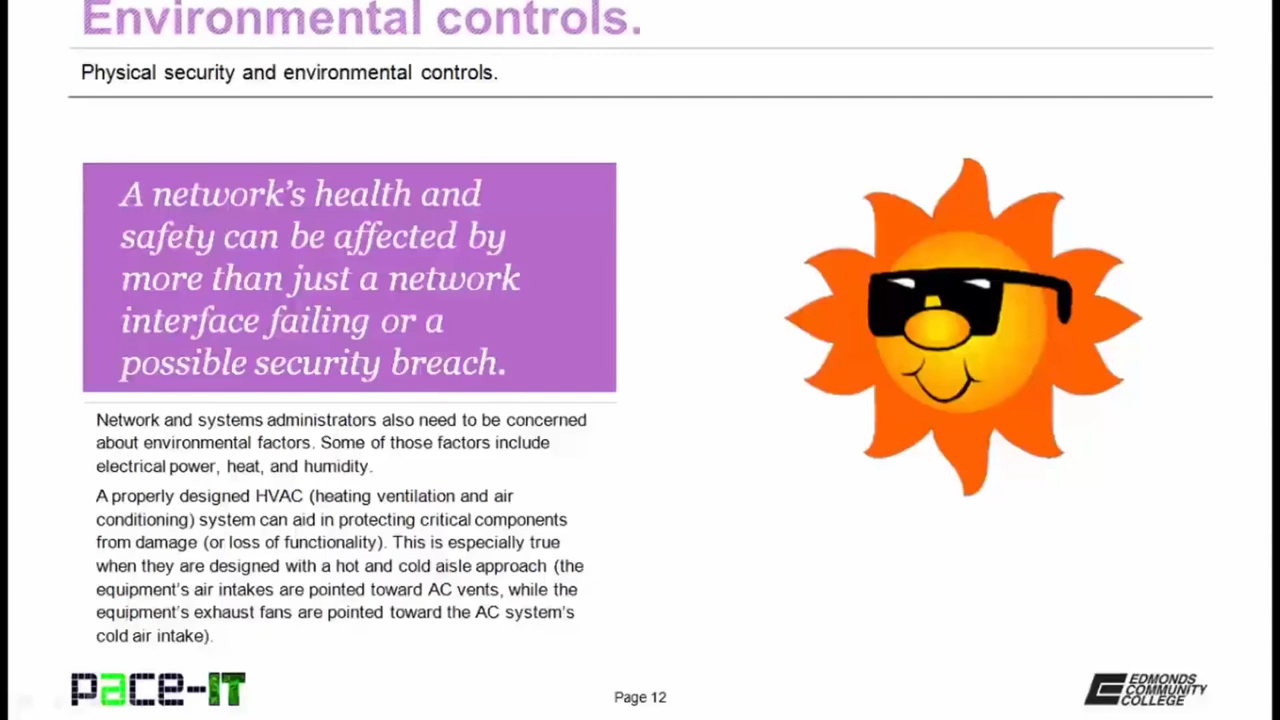 Environmental controls.
Physical security and environmental controls.
A network's health and
safety can be affected by
more than just a network
interface failing or a
possible security breach.
Network and systems administrators also need to be concerned
about environmental factors. Some of those factors include
electrical power, heat, and humidity.
A properly designed HVAC (heating ventilation and air
conditioning) system can aid in protecting critical components
from damage (or loss of functionality). This is especially true
when they are designed with a hot and cold aisle approach (the
equipment's air intakes are pointed toward AC vents, while the
equipment's exhaust fans are pointed toward the AC system's
cold air intake).
pace-IT
Page 12
EDMONDS
COMMUNITY
COLLEGE